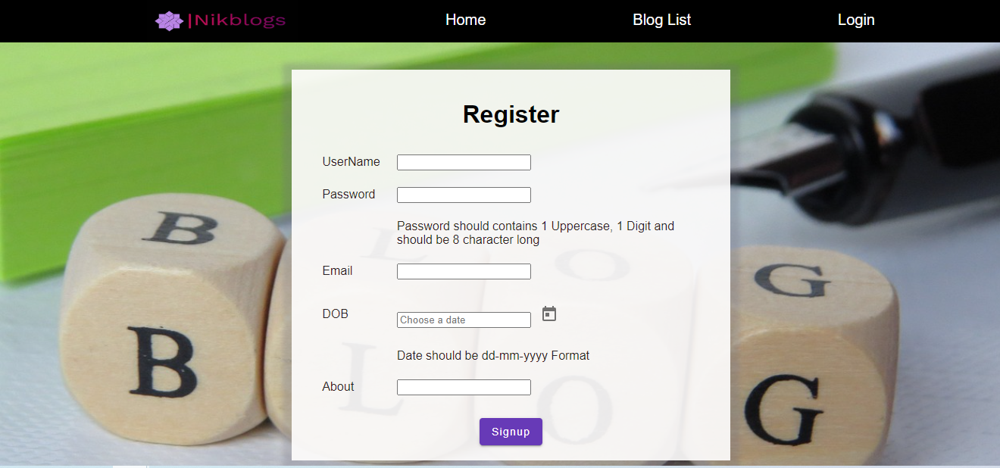 |Nikblogs Home Blog List Login
Register
UserName
Password
Password should contains 1 Uppercase, 1 Digit and
should be 8 character long
Email
DOB Choose a date
Date should be dd-mm-yyyy Format
About
Signup
B L O G
B L O G